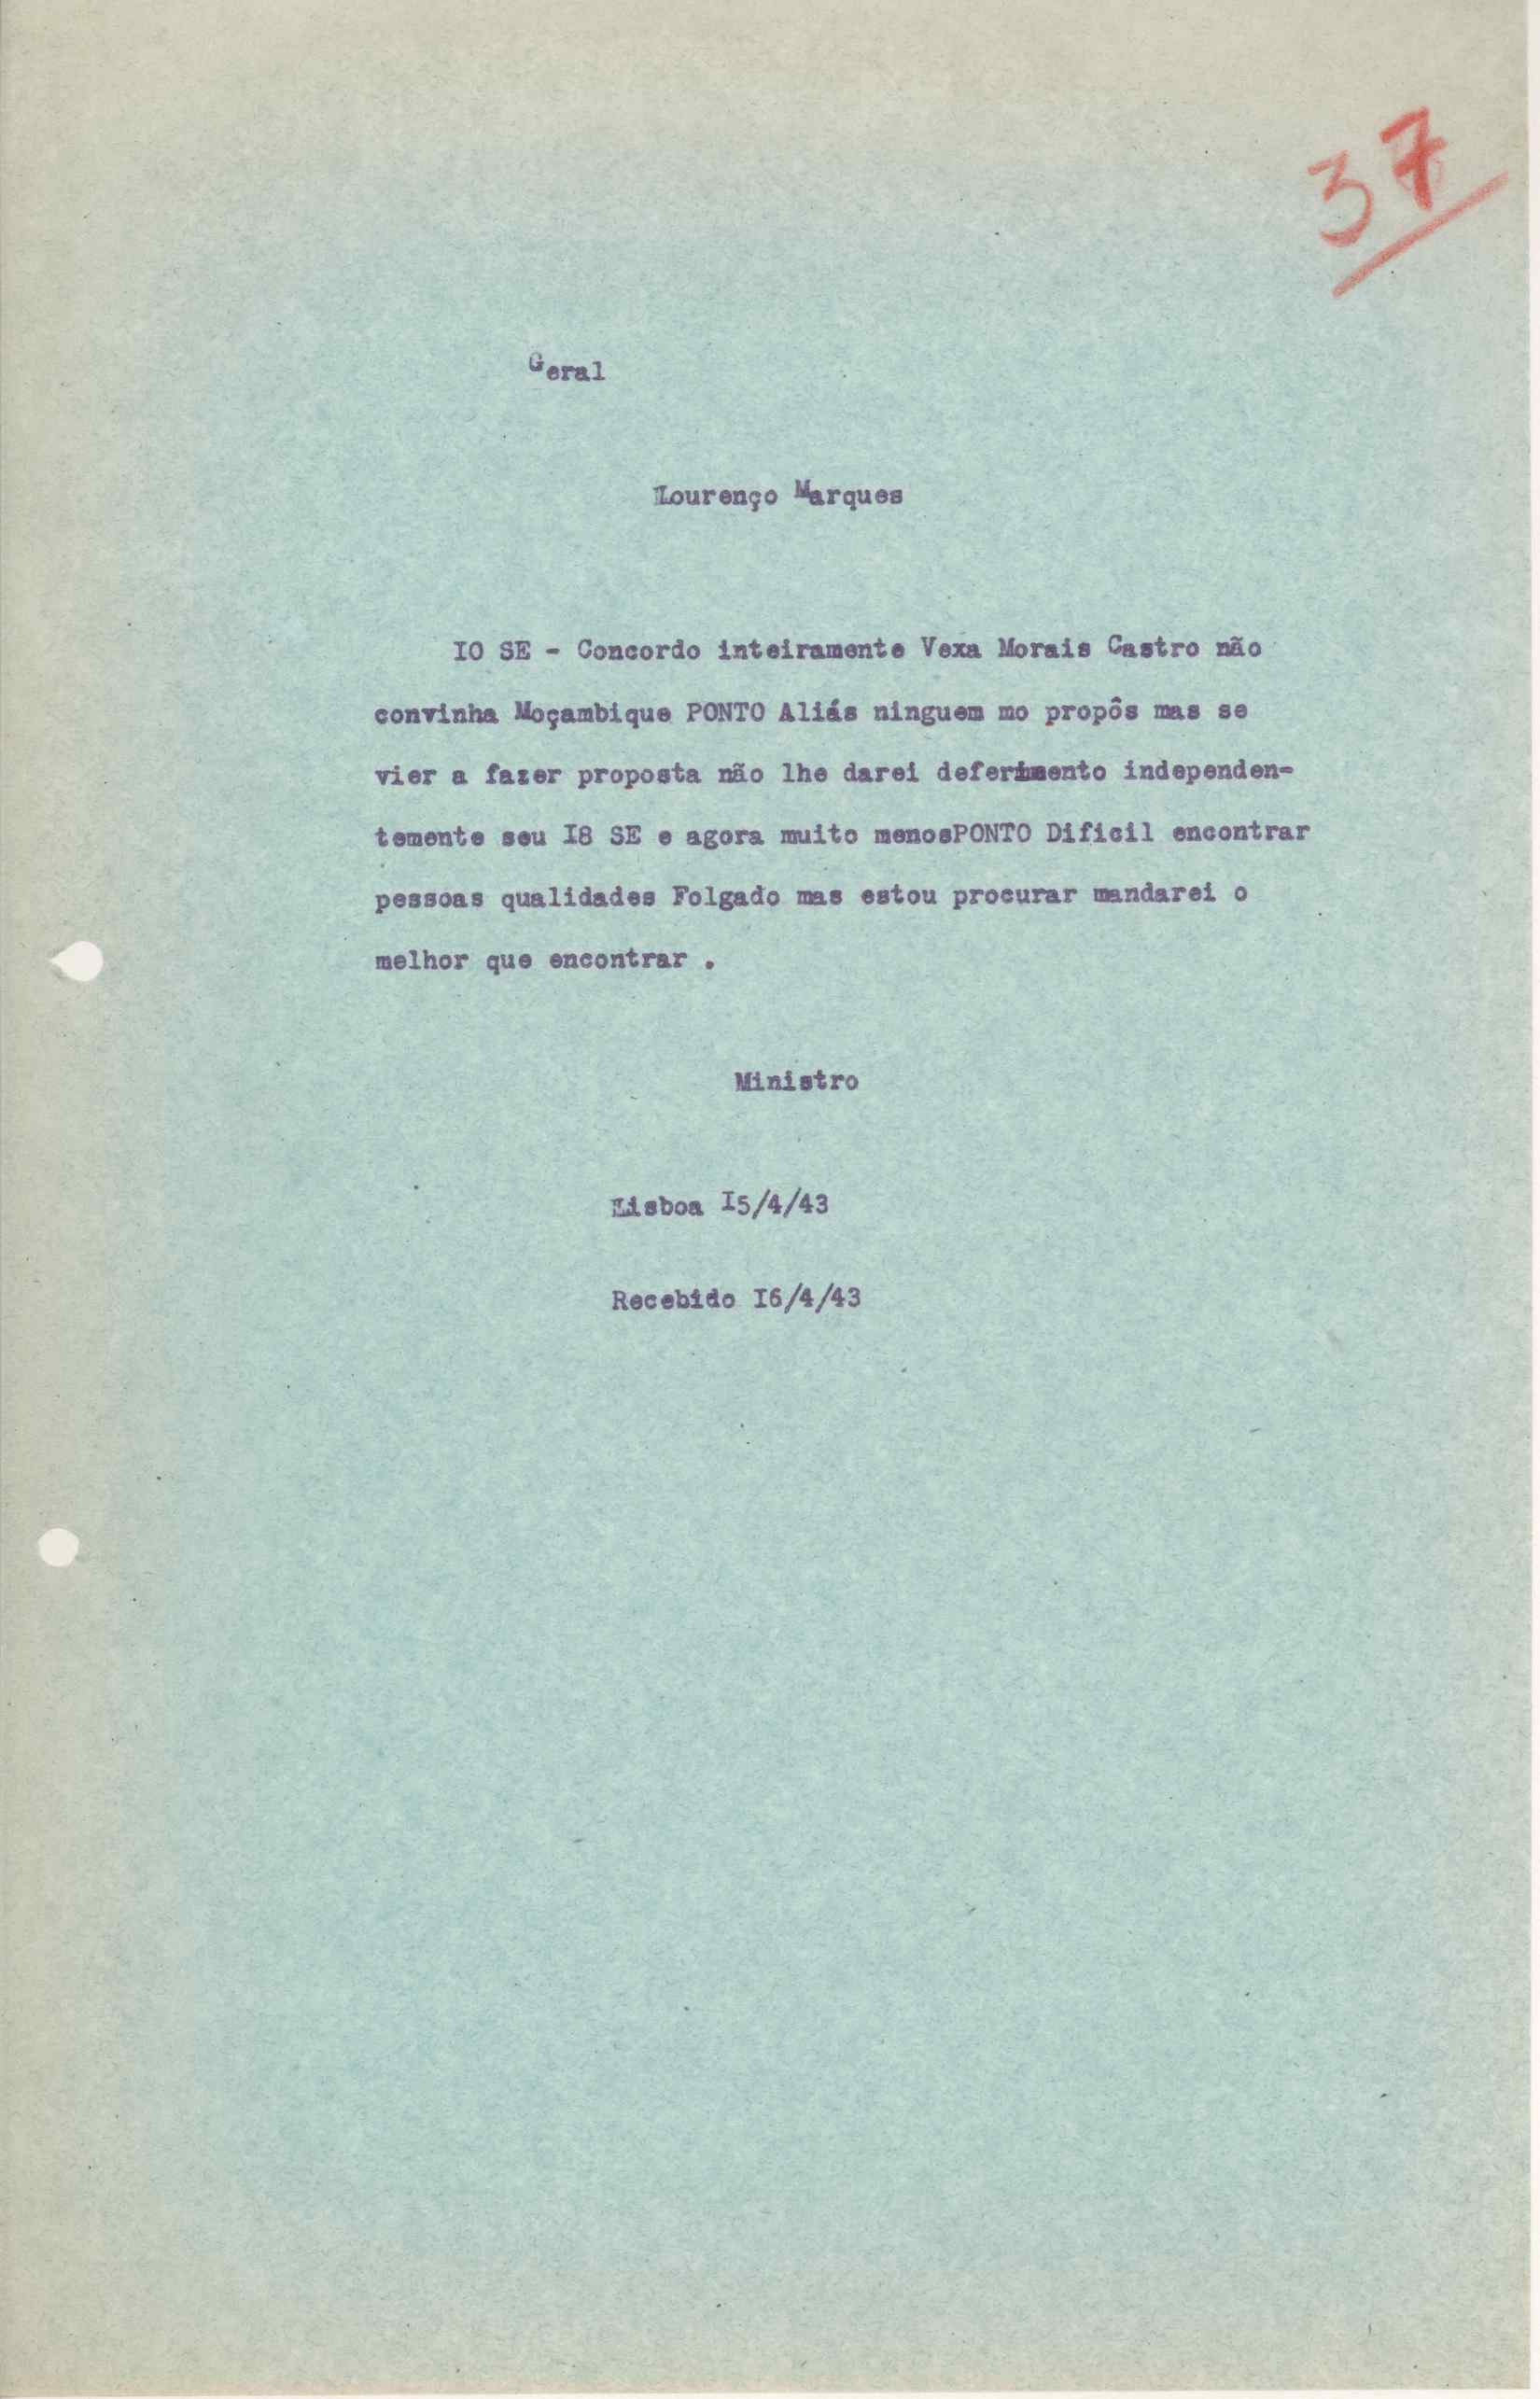 37
Geral
Lourenço Marques
IO SE - Concordo inteiramente Vexa Morais Castro não
convinha Moçambique PONTO Aliás ninguem mo propôs mas se
vier a fazer proposta não lhe darei deferimento independen-
temente seu I8 SE e agora muito menosPONTO Dificil encontrar
pessoas qualidades Folgado mas estou procurar mandarei o
melhor que encontrar .
Ministro
Lisboa I5/4/43
Recebido I6/4/43